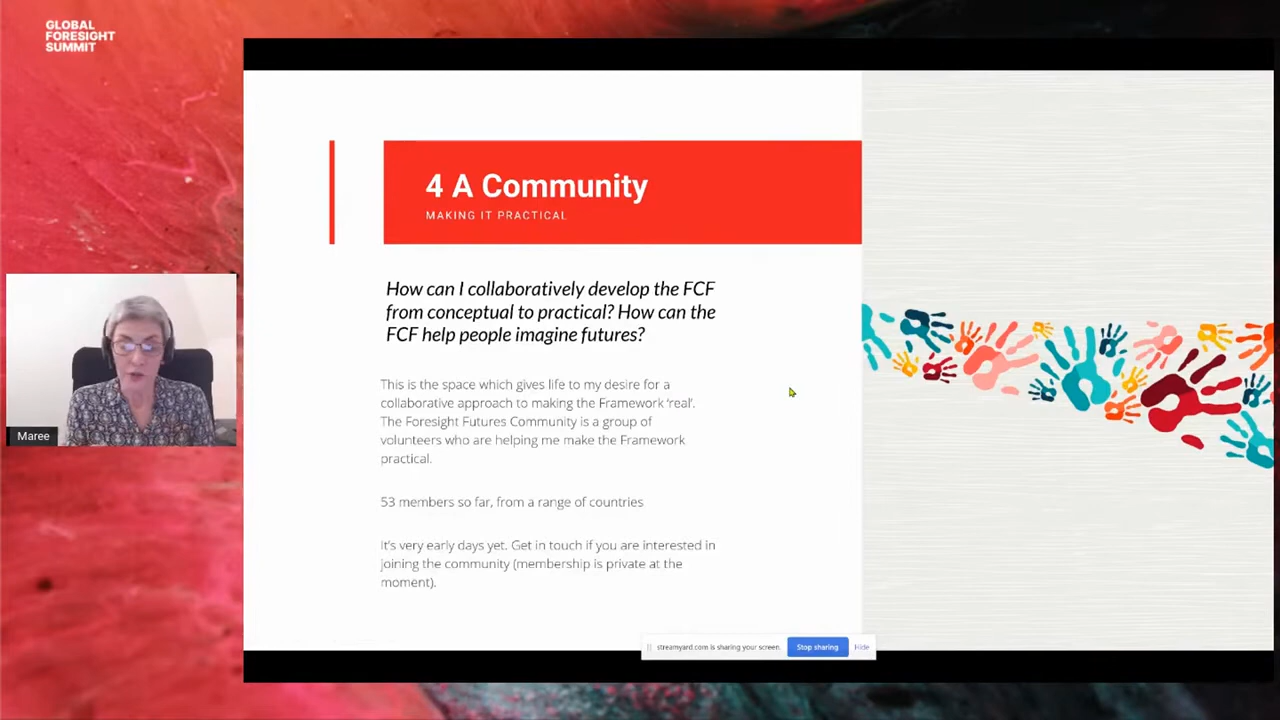 GLOBAL
FORESIGHT
SUMMIT
4 A Community
MAKING IT PRACTICAL
How can I collaboratively develop the FCF
from conceptual to practical? How can the
FCF help people imagine futures?
This is the space which gives life to my desire for a
collaborative approach to making the Framework ‘real’.
The Foresight Futures Community is a group of
volunteers who are helping me make the Framework
practical.
53 members so far, from a range of countries
It’s very early days yet. Get in touch if you are interested in
joining the community (membership is private at the
moment).
Maree
streamyard.com is sharing your screen.
Stop sharing
Hide